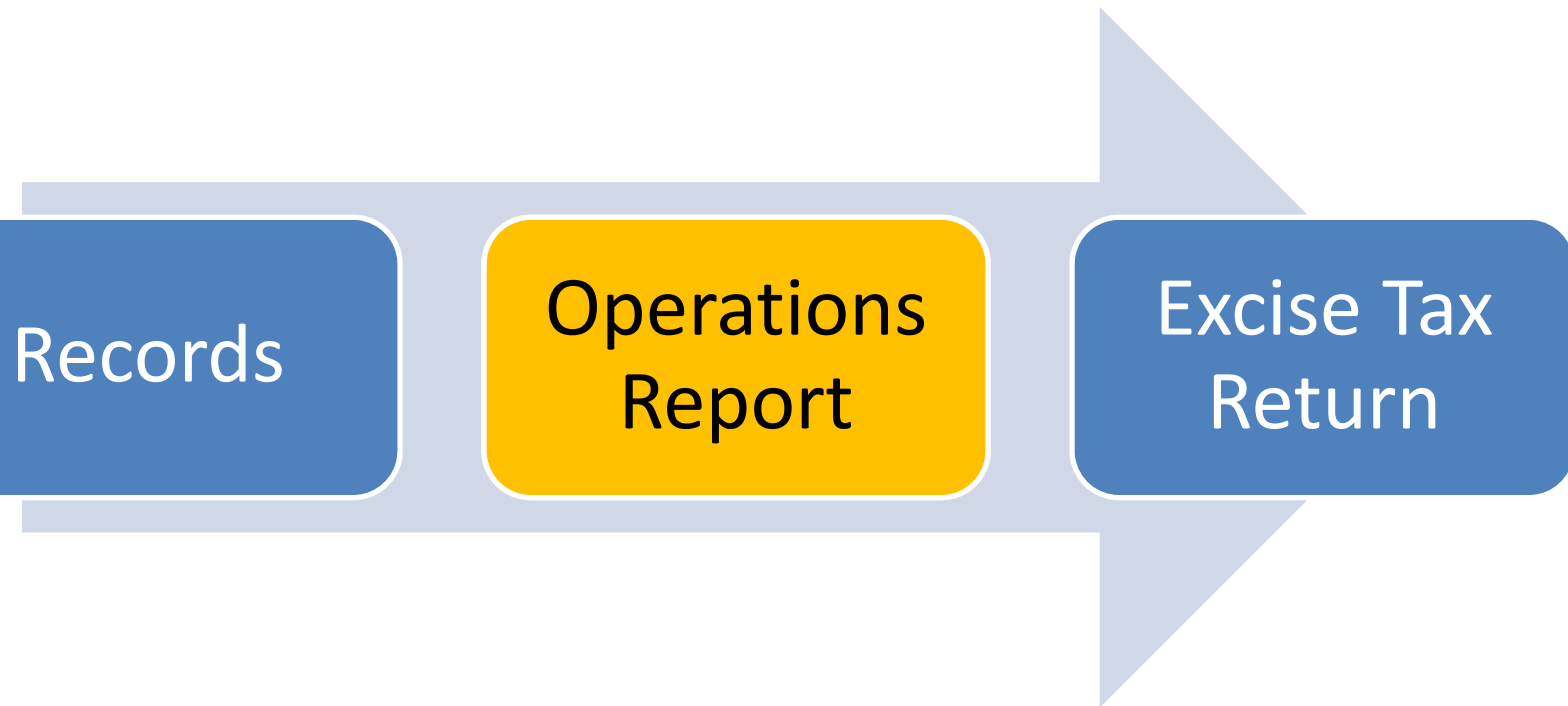 Records
Operations
Report
Excise Tax
Return